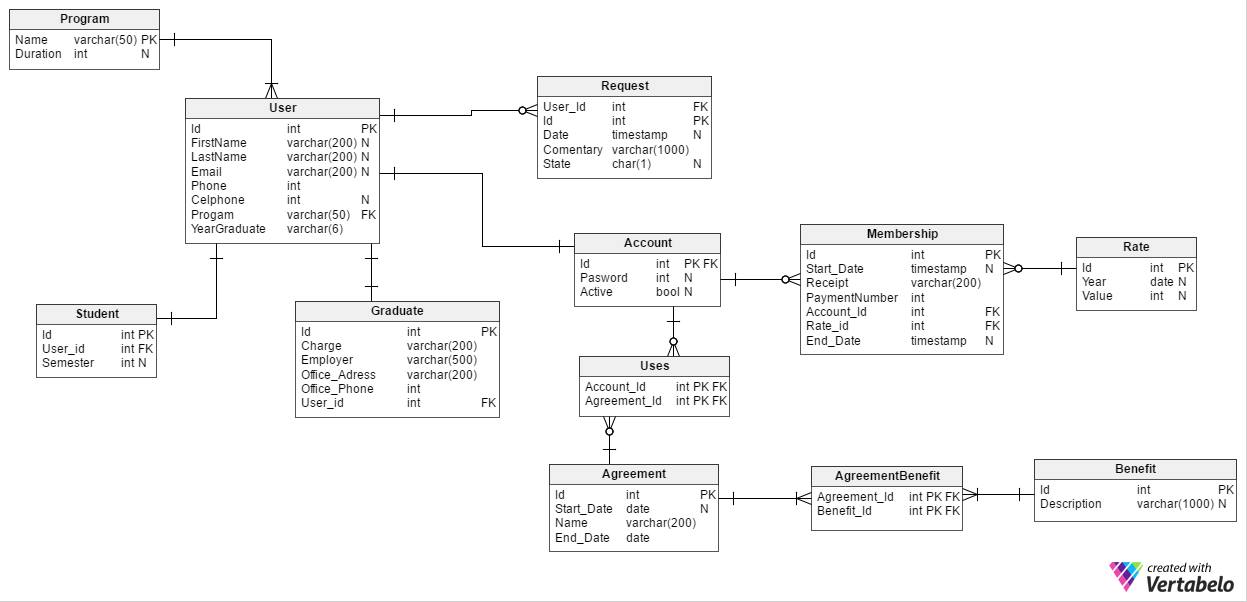 Program
Name varchar(50) PK
Duration int N
User
Id int PK
FirstName varchar(200) N
LastName varchar(200) N
Email varchar(200) N
Phone int
Celphone int N
Progam varchar(50) FK
YearGraduate varchar(6)
Request
User_Id int FK
Id int PK
Date timestamp N
Comentary varchar(1000)
State char(1) N
Account
Id int PK FK
Pasword int N
Active bool N
Membership
Id int PK
Start_Date timestamp N
Receipt varchar(200)
PaymentNumber int
Account_Id int FK
Rate_id int FK
End_Date timestamp N
Rate
Id int PK
Year date N
Value int N
Student
Id int PK
User_id int FK
Semester int N
Graduate
Id int PK
Charge varchar(200)
Employer varchar(500)
Office_Adress varchar(200)
Office_Phone int
User_id int FK
Uses
Account_Id int PK FK
Agreement_Id int PK FK
Agreement
Id int PK
Start_Date date N
Name varchar(200)
End_Date date
AgreementBenefit
Agreement_Id int PK FK
Benefit_Id int PK FK
Benefit
Id int PK
Description varchar(1000) N
created with
Vertabelo